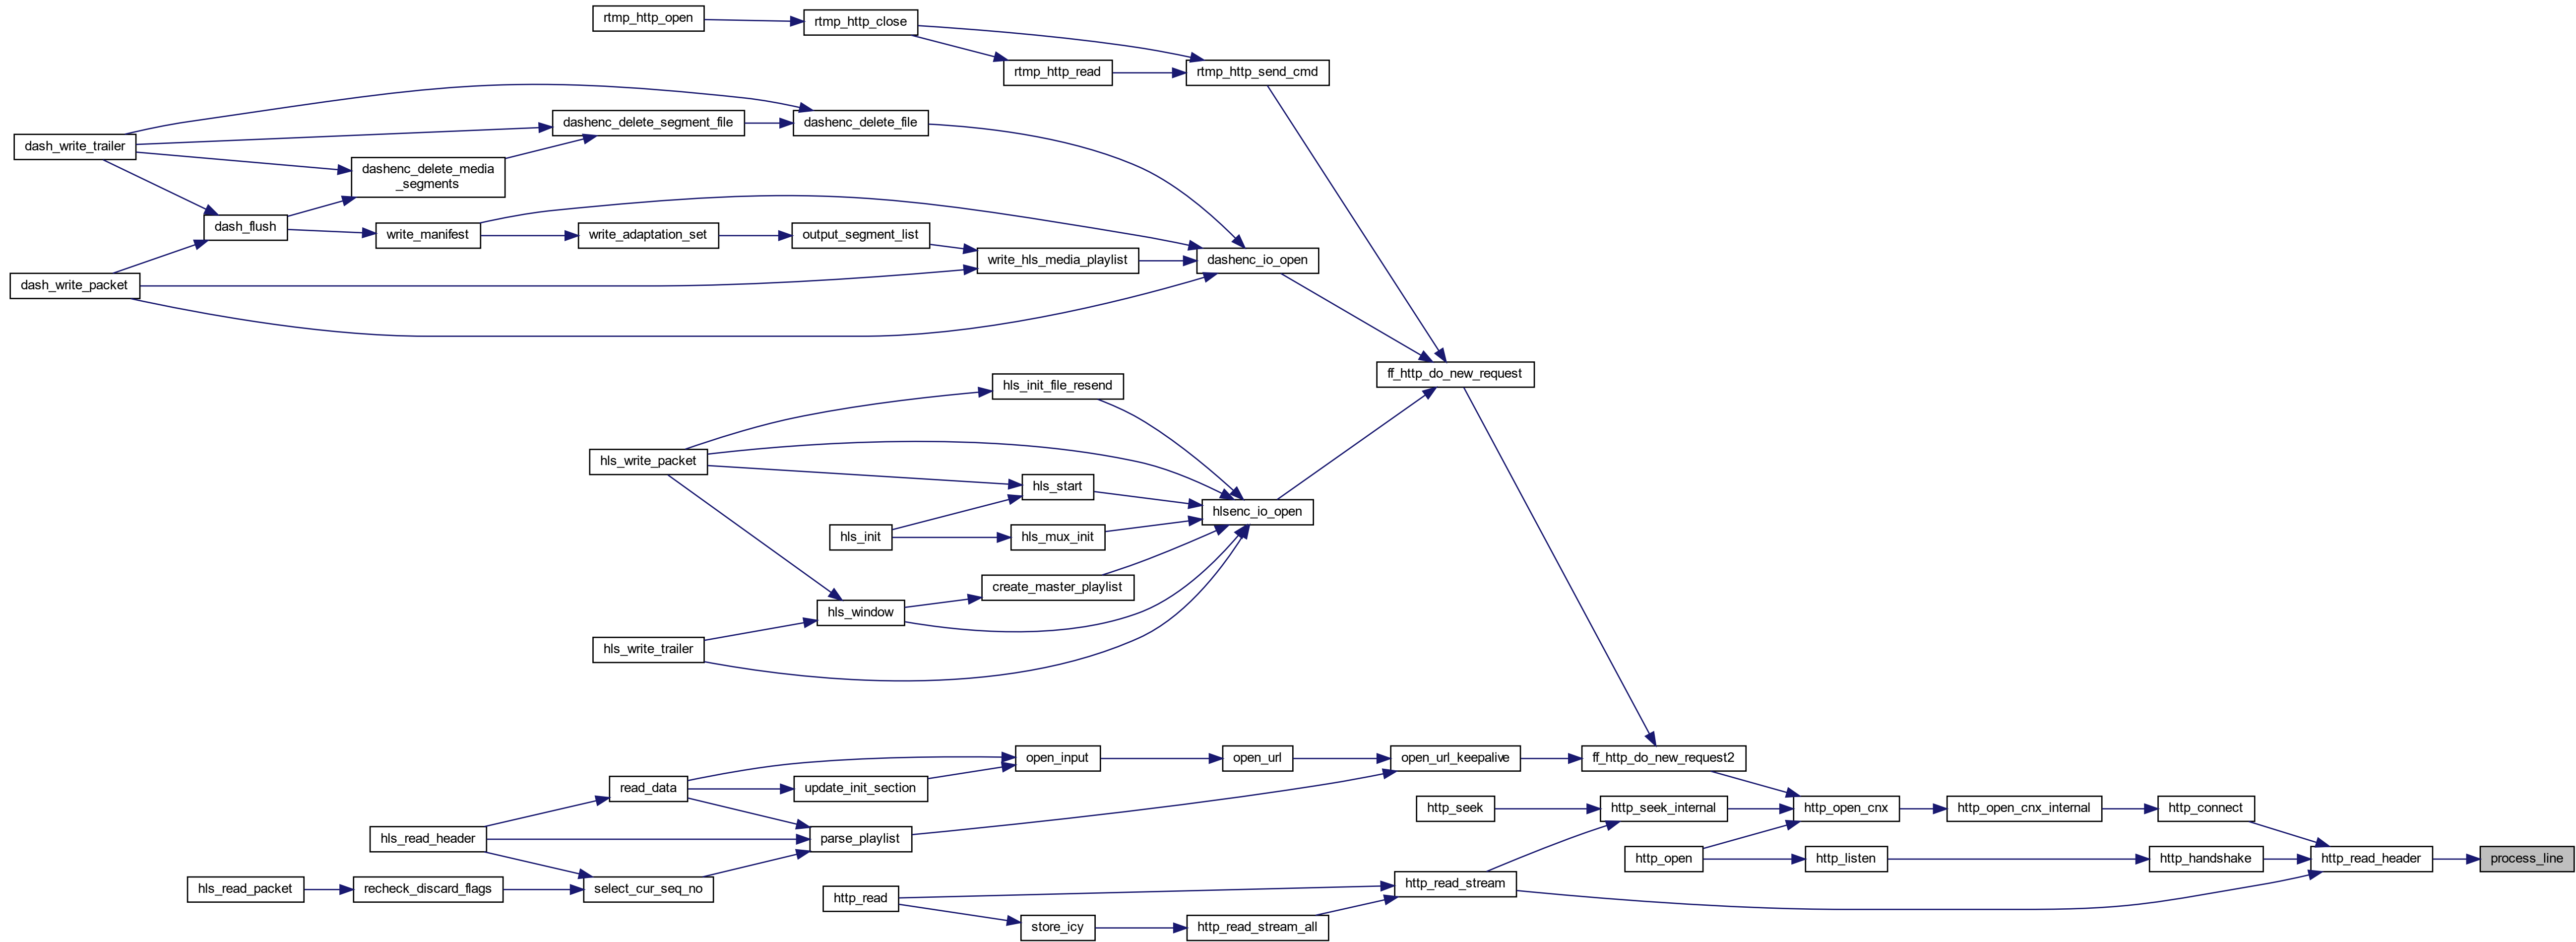 rtmp_http_open
rtmp_http_close
rtmp_http_read
rtmp_http_send_cmd
dash_write_trailer
dashenc_delete_segment_file
dashenc_delete_file
dashenc_delete_media
_segments
dash_flush
write_manifest
write_adaptation_set
output_segment_list
write_hls_media_playlist
dashenc_io_open
dash_write_packet
ff_http_do_new_request
hls_init_file_resend
hls_write_packet
hls_start
hlsenc_io_open
hls_init
hls_mux_init
create_master_playlist
hls_window
hls_write_trailer
open_input
open_url
open_url_keepalive
ff_http_do_new_request2
read_data
update_init_section
http_seek
http_seek_internal
http_open_cnx
http_open_cnx_internal
http_connect
hls_read_header
parse_playlist
http_open
http_listen
http_handshake
http_read_header
process_line
hls_read_packet
recheck_discard_flags
select_cur_seq_no
http_read
http_read_stream
store_icy
http_read_stream_all